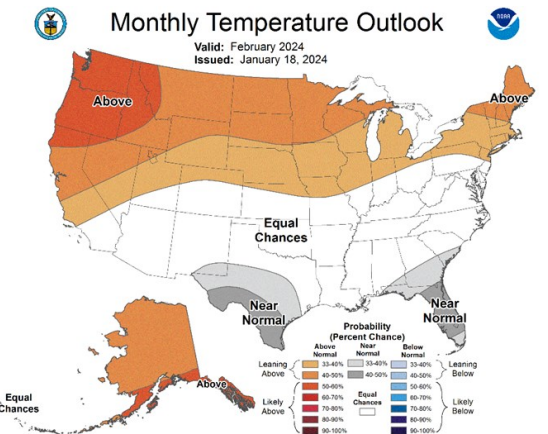 Monthly Temperature Outlook
Valid: February 2024
Issued: January 18, 2024
NOAA
Above
Above
Equal
Chances
Near
Normal
Near
Normal
Above
Equal
Chances
Probability
(Percent Chance)
Above
Normal
Near
Normal
Below
Normal
Leaning
Above
33-40%
33-40%
33-40%
Leaning
Below
40-50%
40-50%
40-50%
50-60%
50-60%
Likely
Above
60-70%
Equal
Chances
60-70%
Likely
Below
70-80%
70-80%
80-90%
80-90%
90-100%
90-100%